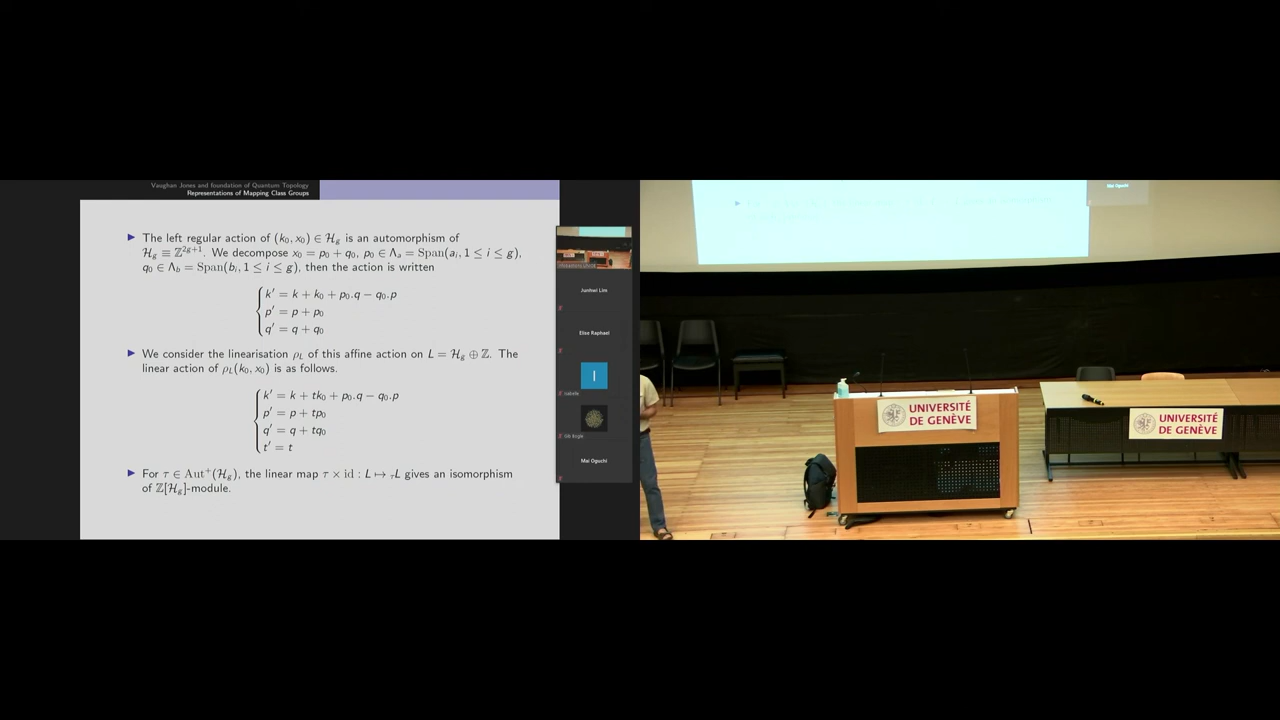 Vaughan Jones and foundation of Quantum Topology
Representations of Mapping Class Groups
▶ The left regular action of (k₀, x₀) ∈ ℋ_g is an automorphism of
ℋ_g ≡ ℤ^{2g+1}. We decompose x₀ = p₀ + q₀, p₀ ∈ Λ_a = Span(a_i, 1 ≤ i ≤ g),
q₀ ∈ Λ_b = Span(b_i, 1 ≤ i ≤ g), then the action is written
k′ = k + k₀ + p₀.q − q₀.p
p′ = p + p₀
q′ = q + q₀
▶ We consider the linearisation ρ_L of this affine action on L = ℋ_g ⊕ ℤ. The
linear action of ρ_L(k₀, x₀) is as follows.
k′ = k + tk₀ + p₀.q − q₀.p
p′ = p + tp₀
q′ = q + tq₀
t′ = t
▶ For τ ∈ Aut⁺(ℋ_g), the linear map τ × id : L ↦ _τL gives an isomorphism
of ℤ[ℋ_g]-module.
Junhwi Lim
Elise Raphael
I
isabella
Gib Bogle
Mai Oguchi
Mai Oguchi
UNIVERSITÉ
DE GENÈVE
UNIVERSITÉ
DE GENÈVE